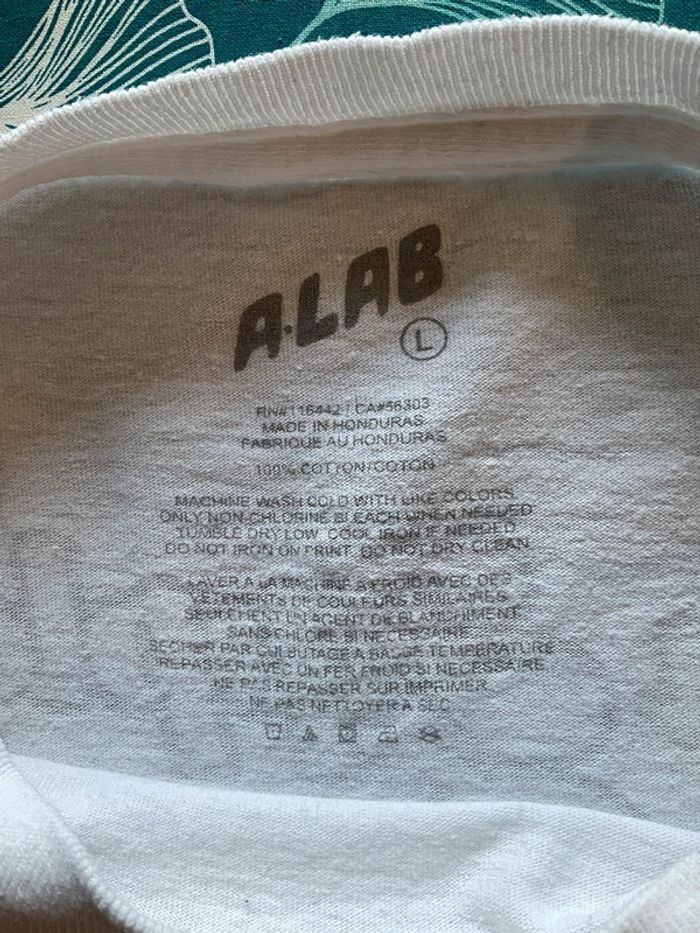 A·LAB
L
RN#116442 / CA#56303
MADE IN HONDURAS
FABRIQUE AU HONDURAS
100% COTTON/COTON
MACHINE WASH COLD WITH LIKE COLORS
ONLY NON-CHLORINE BLEACH WHEN NEEDED
TUMBLE DRY LOW. COOL IRON IF NEEDED
DO NOT IRON ON PRINT. DO NOT DRY CLEAN
LAVER A LA MACHINE A FROID AVEC DES
VETEMENTS DE COULEURS SIMILAIRES
SEULEMENT UN AGENT DE BLANCHIMENT
SANS CHLORE SI NECESSAIRE
SECHER PAR CULBUTAGE A BASSE TEMPERATURE
REPASSER AVEC UN FER FROID SI NECESSAIRE
NE PAS REPASSER SUR IMPRIMER
NE PAS NETTOYER A SEC